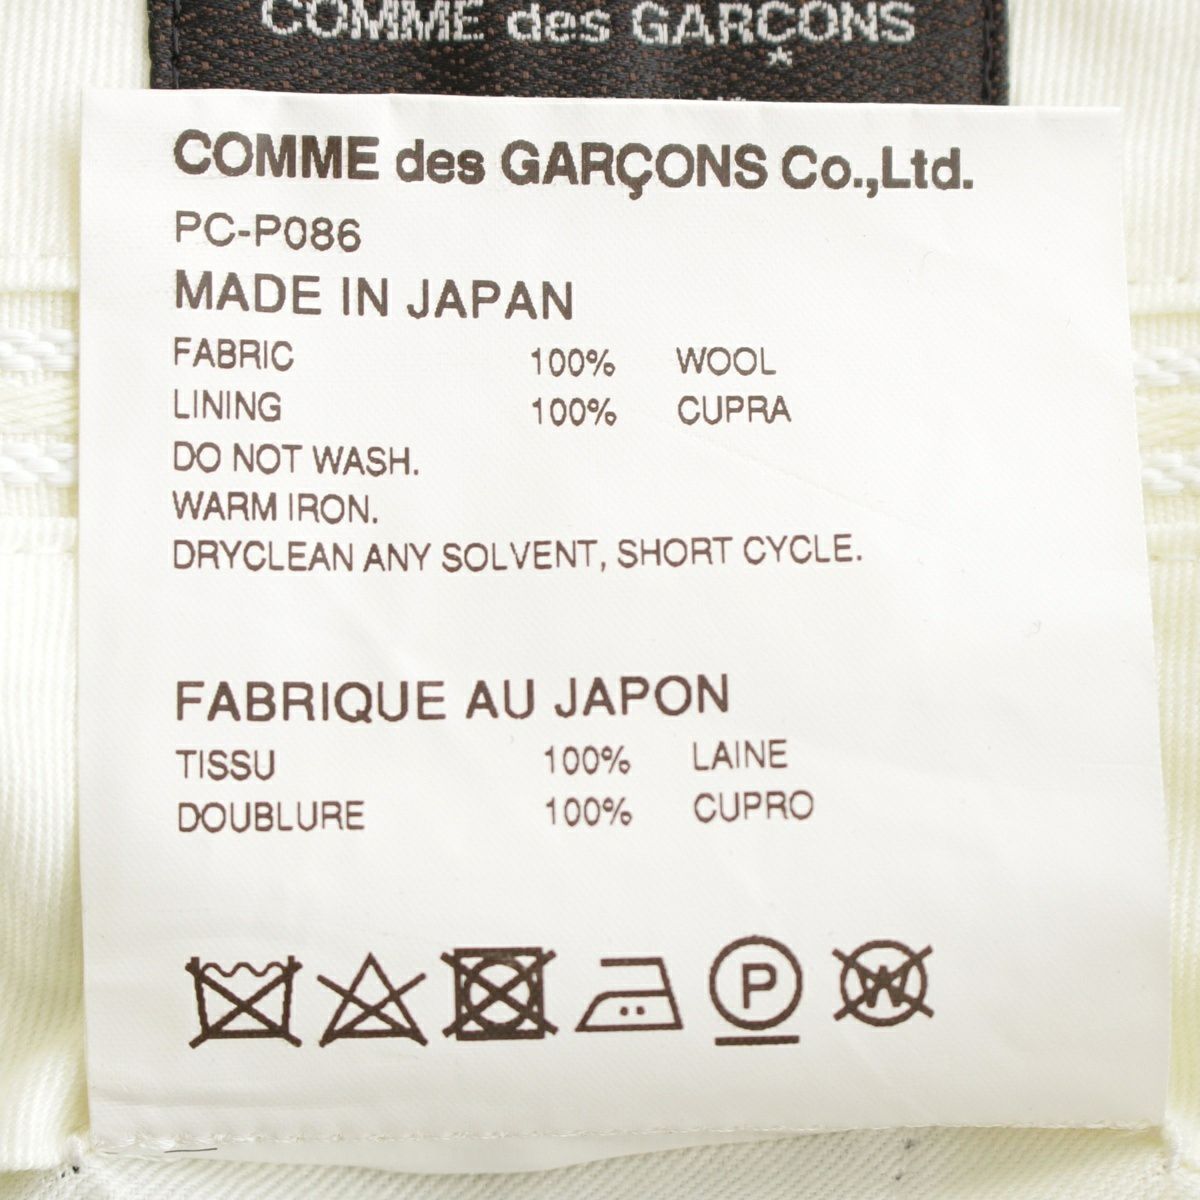 COMME des GARÇONS
COMME des GARÇONS Co.,Ltd.
PC-P086
MADE IN JAPAN
FABRIC 100% WOOL
LINING 100% CUPRA
DO NOT WASH.
WARM IRON.
DRYCLEAN ANY SOLVENT, SHORT CYCLE.
FABRIQUE AU JAPON
TISSU 100% LAINE
DOUBLURE 100% CUPRO
P W